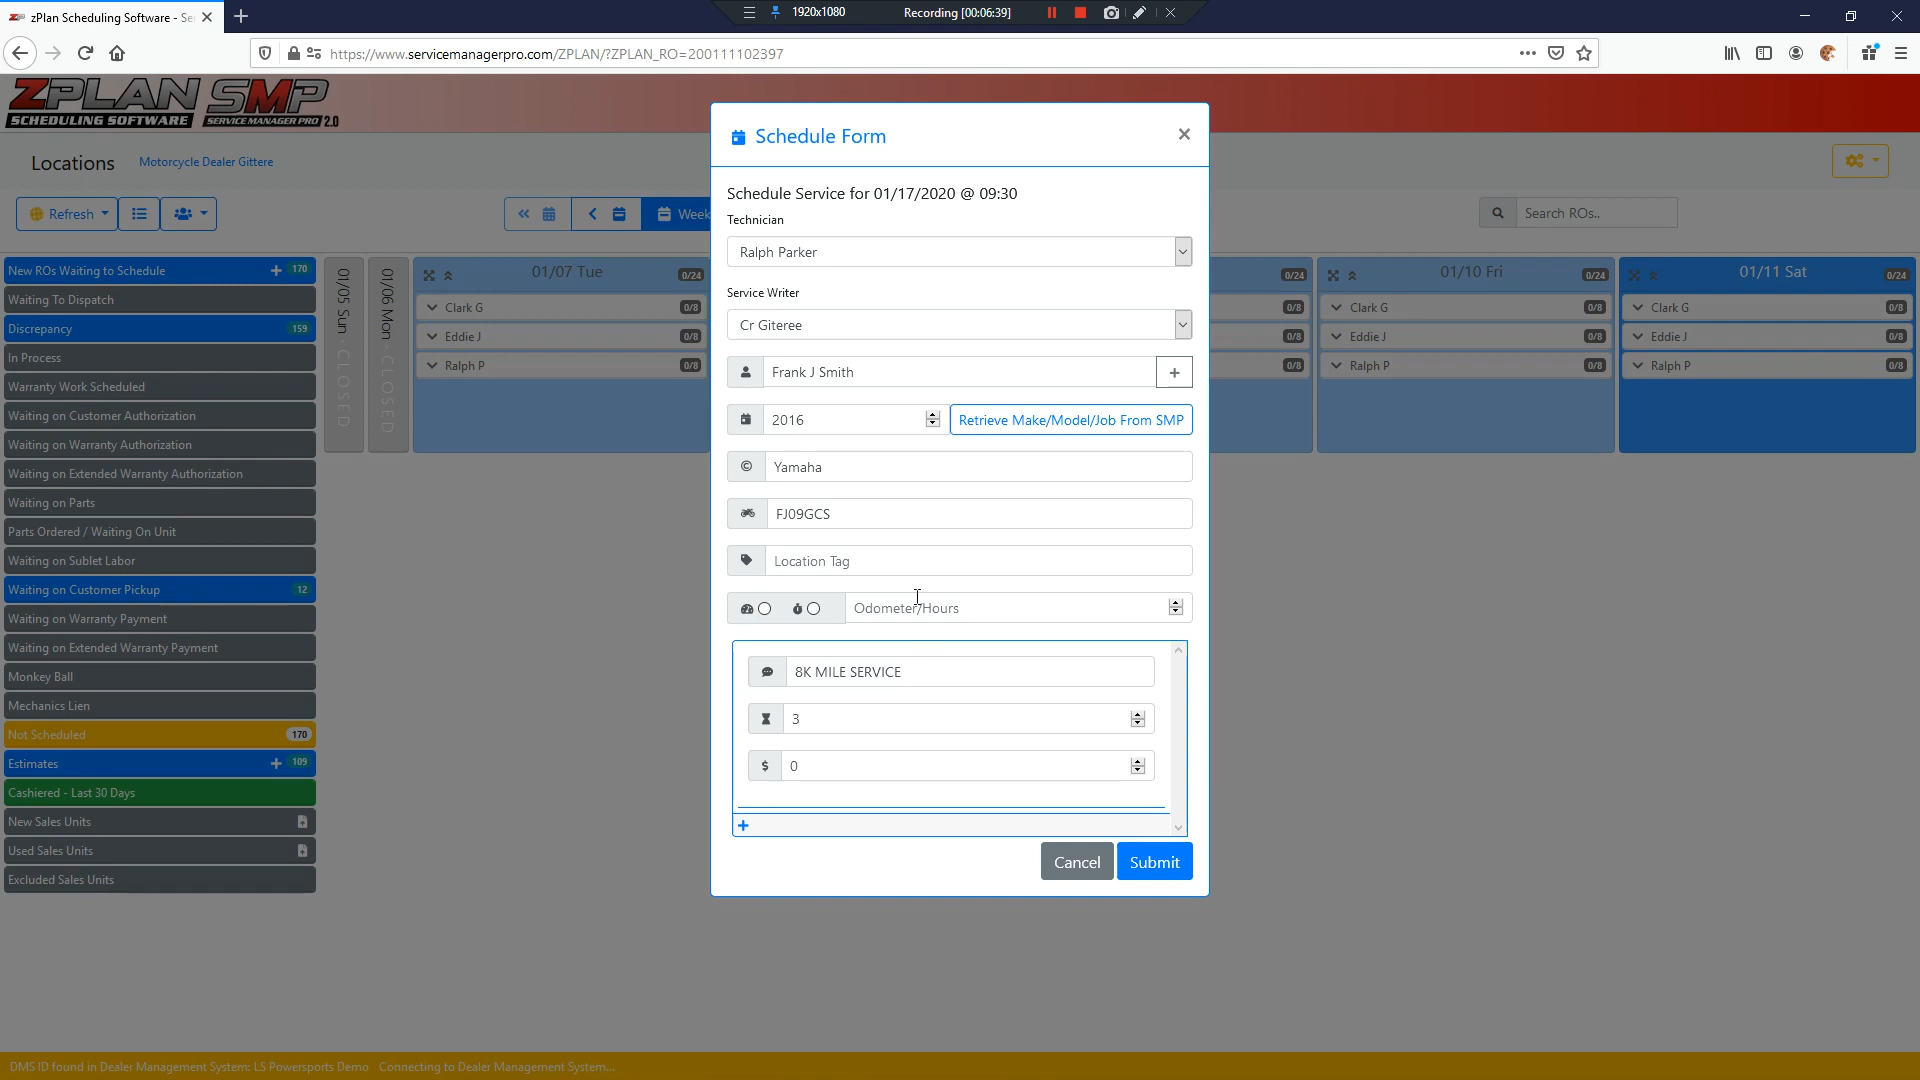 zPlan Scheduling Software - Se
1920x1080
Recording [00:06:39]
https://www.servicemanagerpro.com/ZPLAN/?ZPLAN_RO=200111102397
ZPLAN SMP
SCHEDULING SOFTWARE SERVICE MANAGER PRO 2.0
Locations Motorcycle Dealer Gittere
Refresh
Week
Search ROs..
New ROs Waiting to Schedule + 170
Waiting To Dispatch
Discrepancy 159
In Process
Warranty Work Scheduled
Waiting on Customer Authorization
Waiting on Warranty Authorization
Waiting on Extended Warranty Authorization
Waiting on Parts
Parts Ordered / Waiting On Unit
Waiting on Sublet Labor
Waiting on Customer Pickup 12
Waiting on Warranty Payment
Waiting on Extended Warranty Payment
Monkey Ball
Mechanics Lien
Not Scheduled 170
Estimates + 109
Cashiered - Last 30 Days
New Sales Units
Used Sales Units
Excluded Sales Units
01/05 Sun - CLOSED
01/06 Mon - CLOSED
01/07 Tue 0/24
Clark G 0/8
Eddie J 0/8
Ralph P 0/8
Schedule Form
×
Schedule Service for 01/17/2020 @ 09:30
Technician
Ralph Parker
Service Writer
Cr Giteree
Frank J Smith
+
2016
Retrieve Make/Model/Job From SMP
Yamaha
FJ09GCS
Location Tag
Odometer/Hours
8K MILE SERVICE
3
$ 0
+
Cancel Submit
0/24
0/8
0/8
0/8
01/10 Fri 0/24
Clark G 0/8
Eddie J 0/8
Ralph P 0/8
01/11 Sat 0/24
Clark G 0/8
Eddie J 0/8
Ralph P 0/8
DMS ID found in Dealer Management System: LS Powersports Demo Connecting to Dealer Management System...